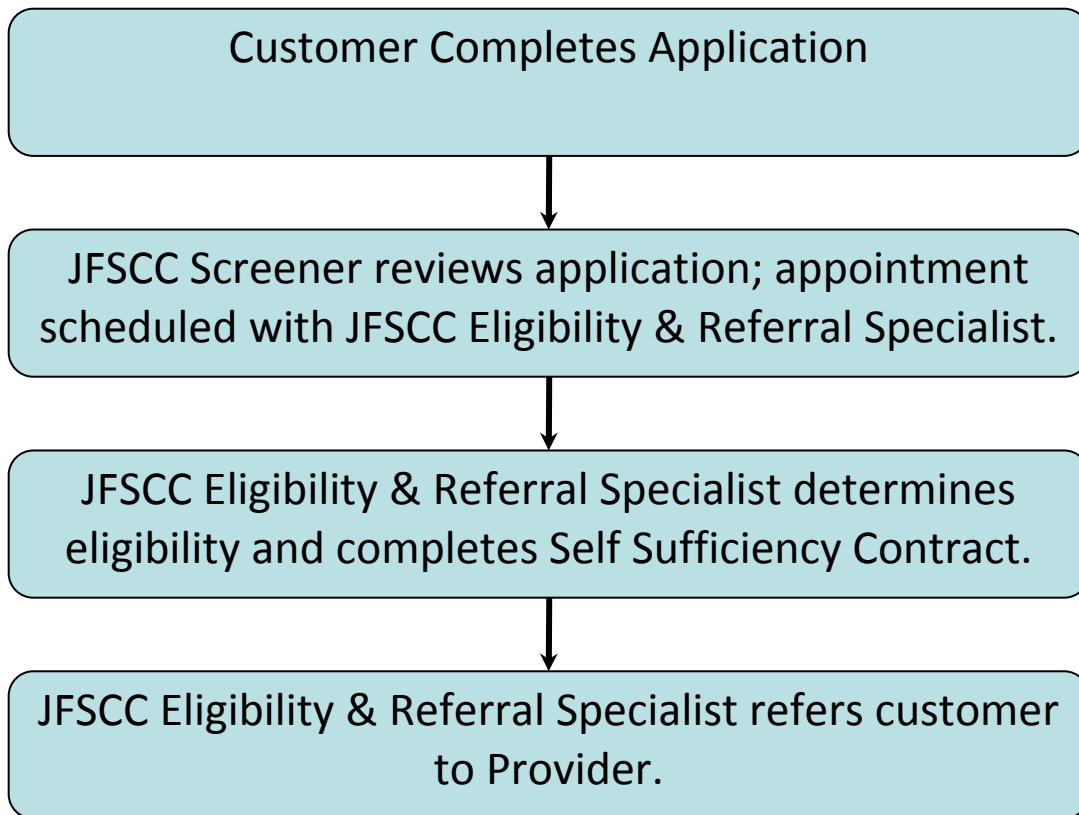 Customer Completes Application
JFSCC Screener reviews application; appointment
scheduled with JFSCC Eligibility & Referral Specialist.
JFSCC Eligibility & Referral Specialist determines
eligibility and completes Self Sufficiency Contract.
JFSCC Eligibility & Referral Specialist refers customer
to Provider.